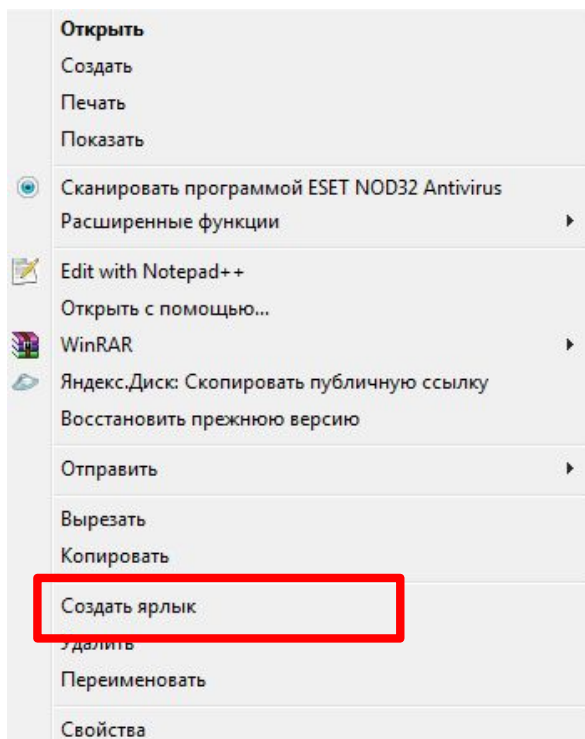 Открыть
Создать
Печать
Показать
Сканировать программой ESET NOD32 Antivirus
Расширенные функции
Edit with Notepad++
Открыть с помощью...
WinRAR
Яндекс.Диск: Скопировать публичную ссылку
Восстановить прежнюю версию
Отправить
Вырезать
Копировать
Создать ярлык
Удалить
Переименовать
Свойства